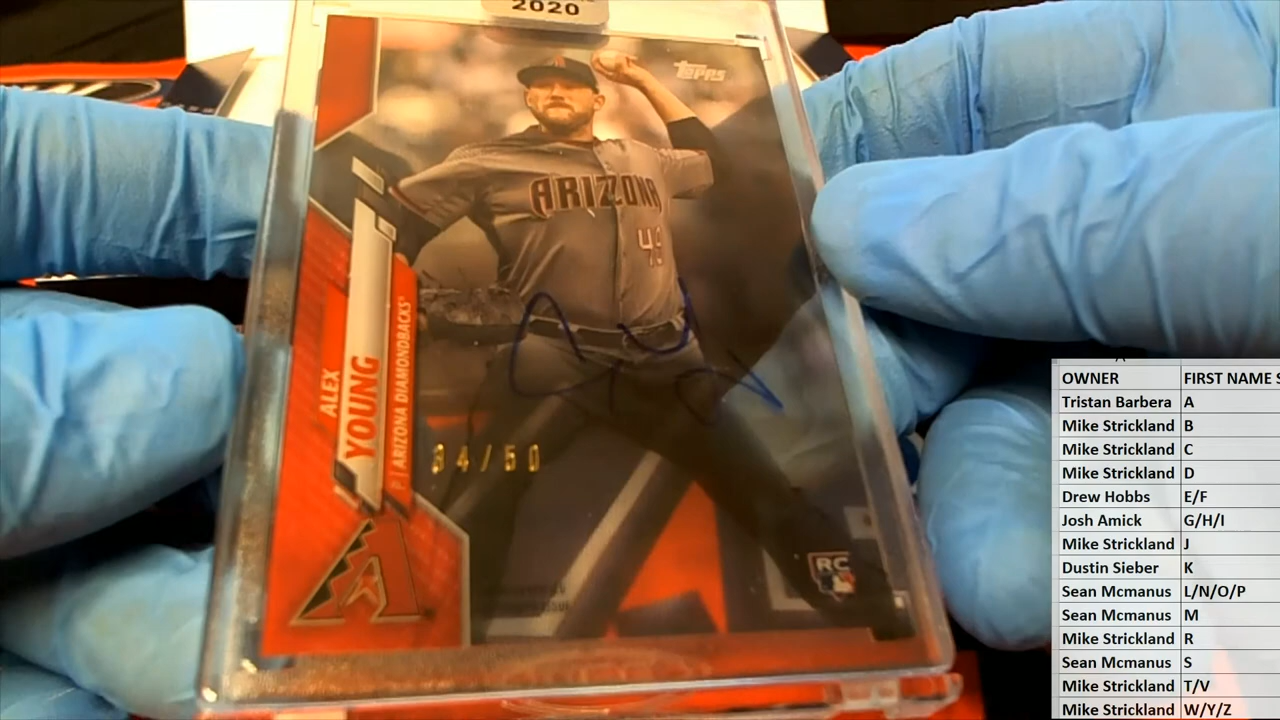 2020
TOPPS
ARIZONA
ALEX
YOUNG
P | ARIZONA DIAMONDBACKS®
34/50
A
RC
OWNER FIRST NAME S
Tristan Barbera A
Mike Strickland B
Mike Strickland C
Mike Strickland D
Drew Hobbs E/F
Josh Amick G/H/I
Mike Strickland J
Dustin Sieber K
Sean Mcmanus L/N/O/P
Sean Mcmanus M
Mike Strickland R
Sean Mcmanus S
Mike Strickland T/V
Mike Strickland W/Y/Z